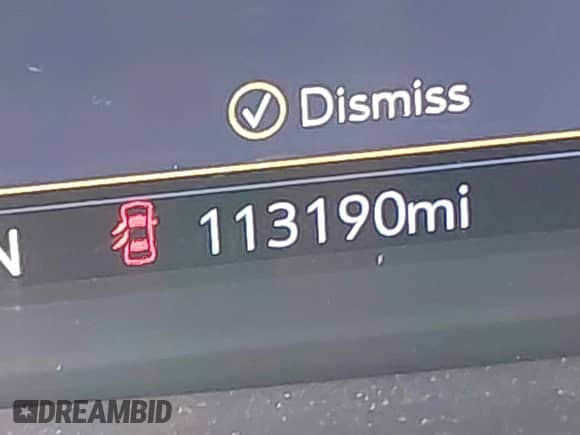 Dismiss
N
113190mi
DREAMBID